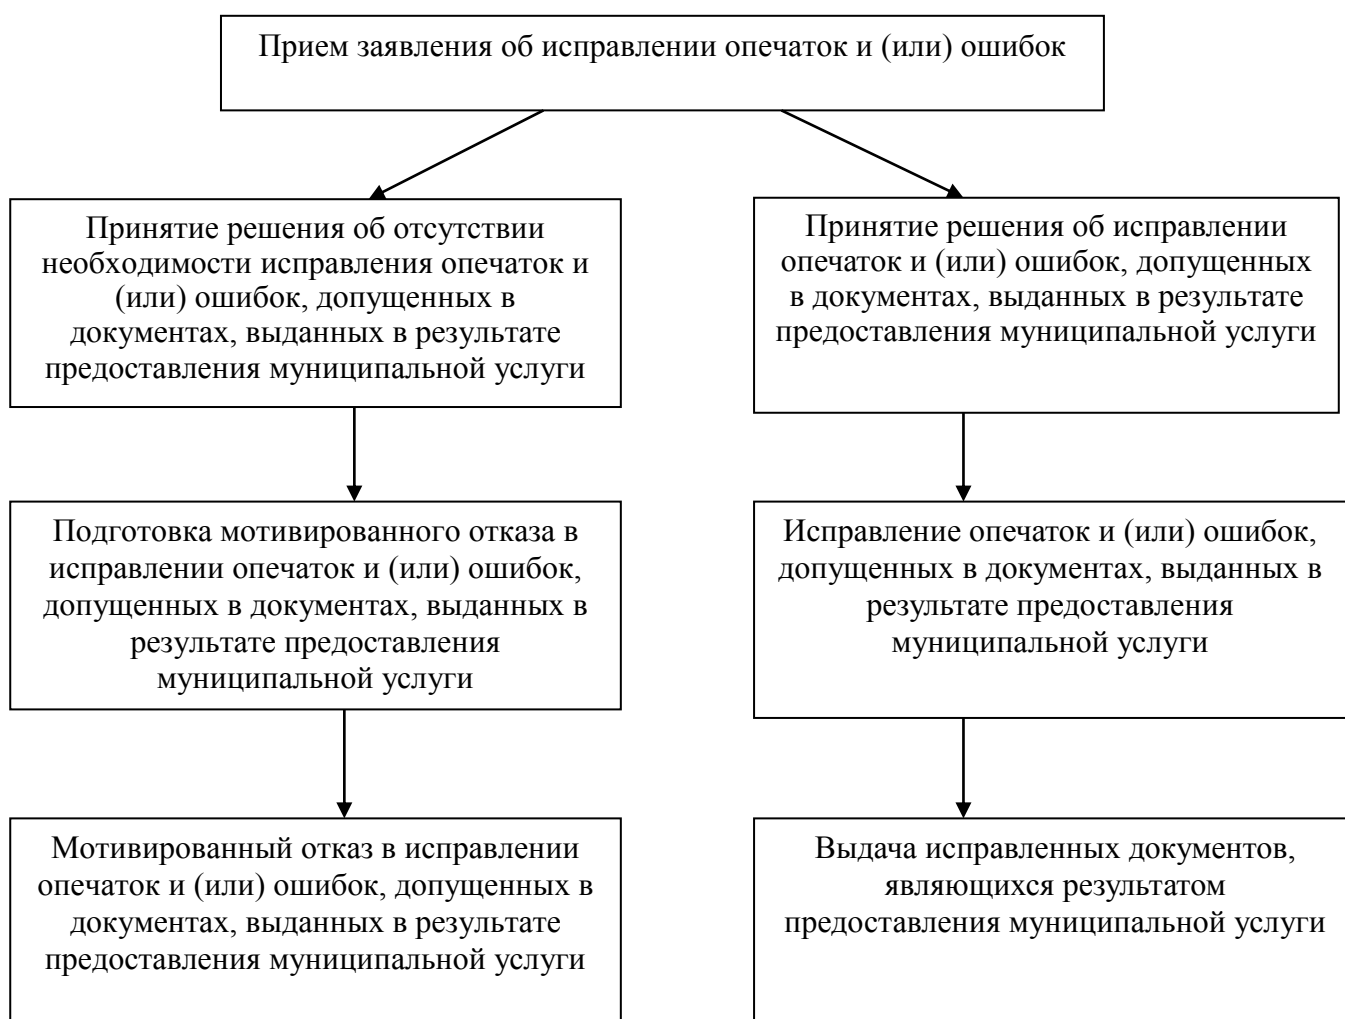 Прием заявления об исправлении опечаток и (или) ошибок
Принятие решения об отсутствии
необходимости исправления опечаток и
(или) ошибок, допущенных в
документах, выданных в результате
предоставления муниципальной услуги
Принятие решения об исправлении
опечаток и (или) ошибок, допущенных
в документах, выданных в результате
предоставления муниципальной услуги
Подготовка мотивированного отказа в
исправлении опечаток и (или) ошибок,
допущенных в документах, выданных в
результате предоставления
муниципальной услуги
Исправление опечаток и (или) ошибок,
допущенных в документах, выданных в
результате предоставления
муниципальной услуги
Мотивированный отказ в исправлении
опечаток и (или) ошибок, допущенных в
документах, выданных в результате
предоставления муниципальной услуги
Выдача исправленных документов,
являющихся результатом
предоставления муниципальной услуги